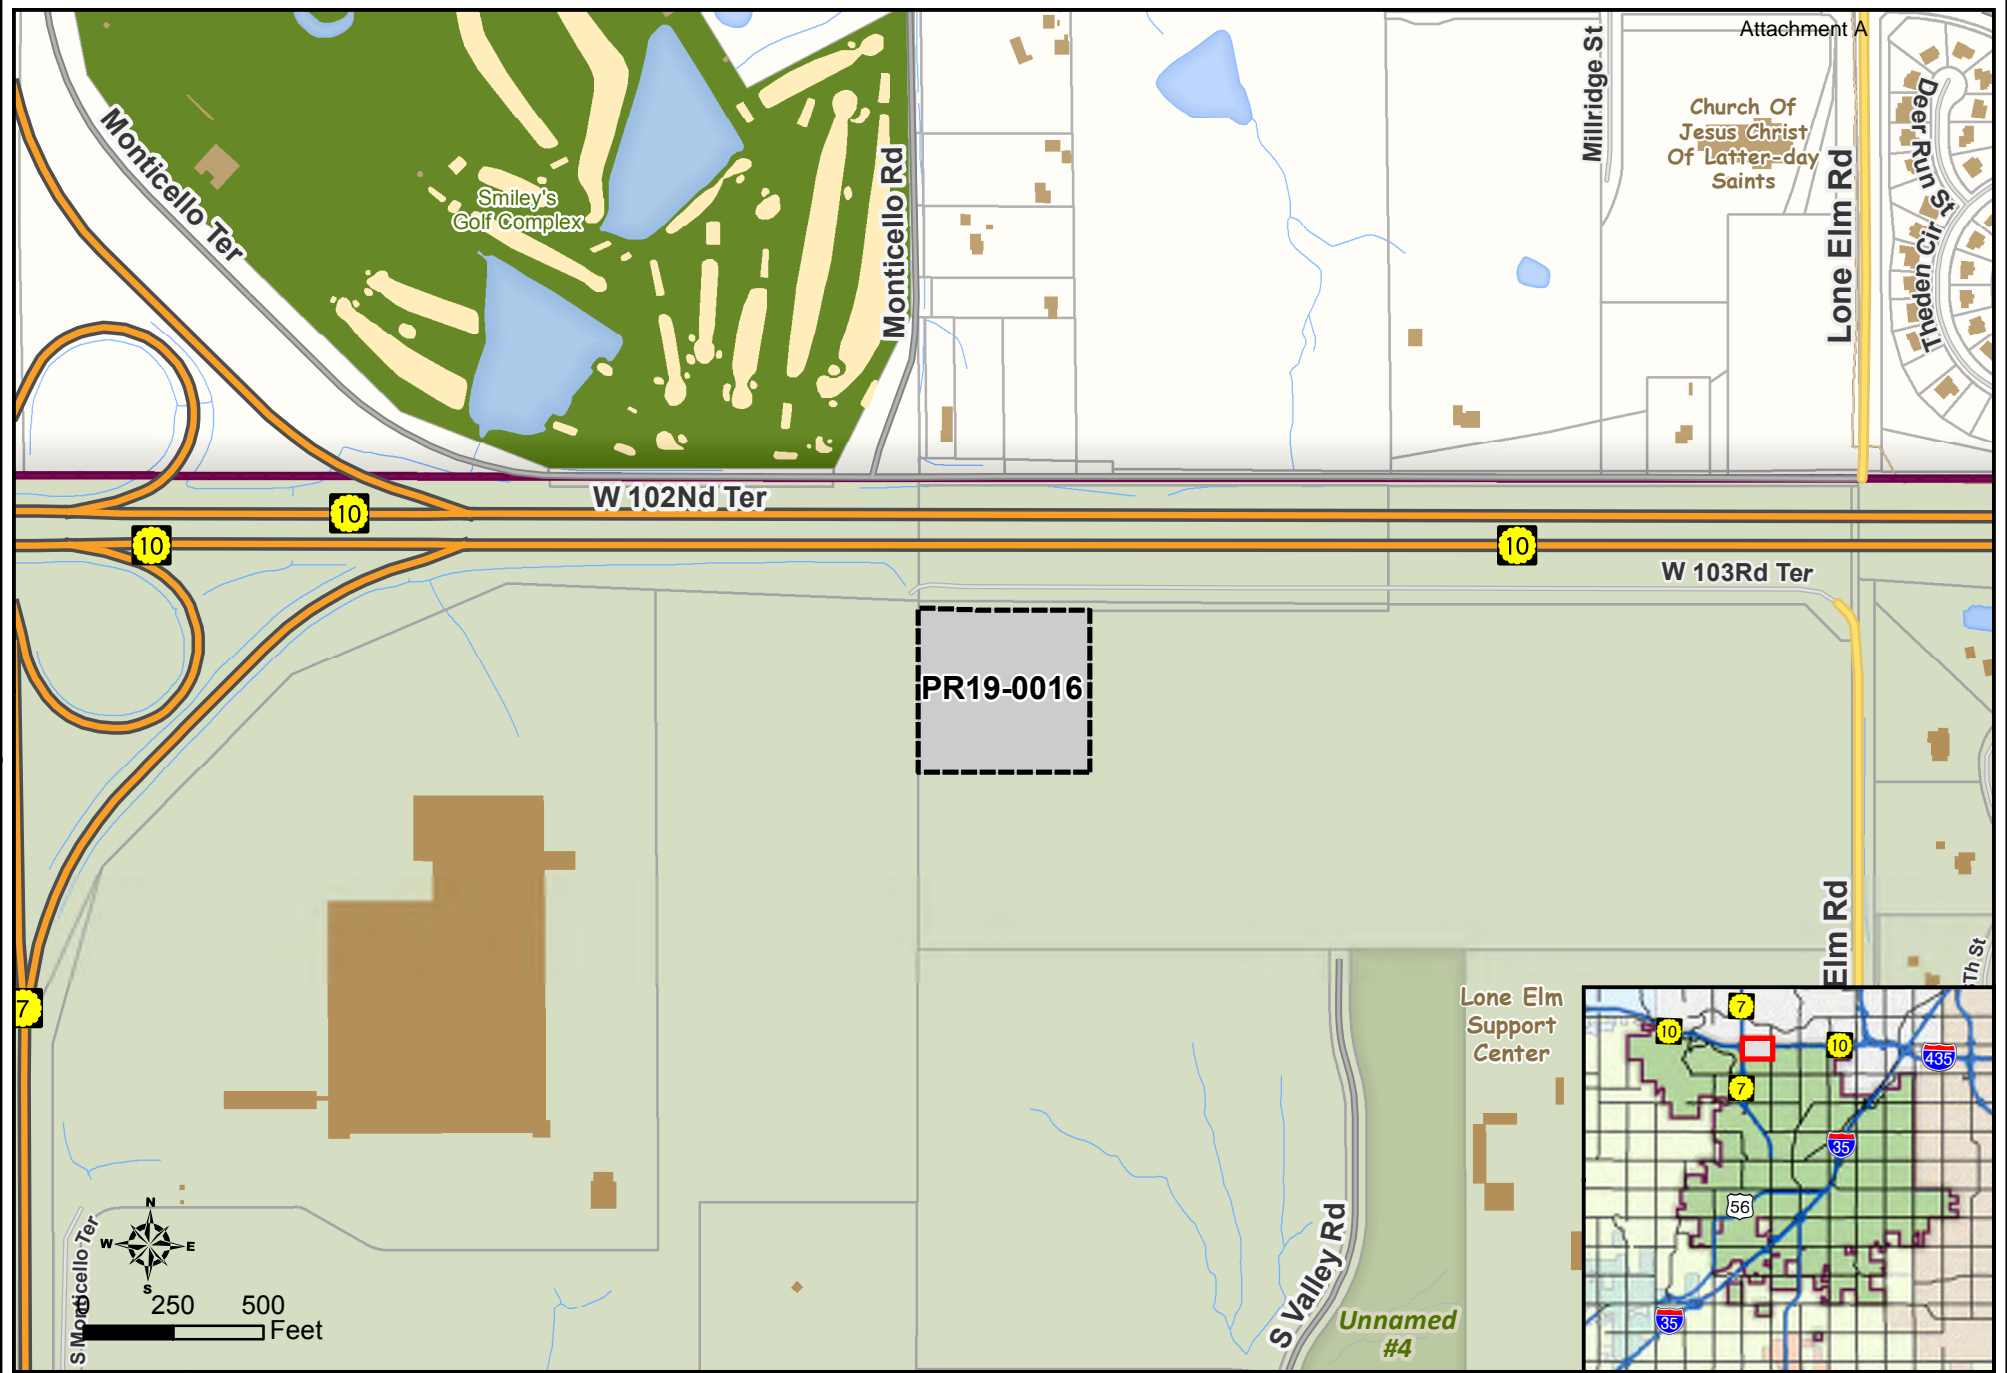 Attachment A
Millridge St
Church Of
Jesus Christ
Of Latter-day
Saints
Deer Run St
Theden Cir
Lone Elm Rd
Monticello Ter
Monticello Rd
Smiley's
Golf Complex
W 102Nd Ter
10
10
10
W 103Rd Ter
PR19-0016
7
Elm Rd
Th St
Lone Elm
Support
Center
S Valley Rd
Unnamed
#4
S Monticello Ter
N
W E
S
0 250 500
Feet
7
10
10
435
7
35
56
35